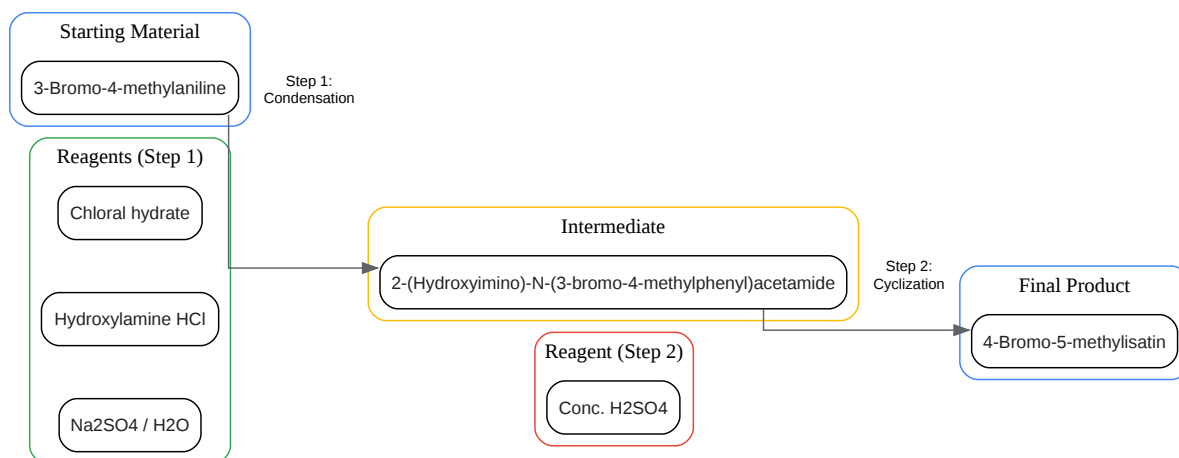 Starting Material
3-Bromo-4-methylaniline
Step 1:
Condensation
Reagents (Step 1)
Chloral hydrate
Hydroxylamine HCl
Na2SO4 / H2O
Intermediate
2-(Hydroxyimino)-N-(3-bromo-4-methylphenyl)acetamide
Reagent (Step 2)
Conc. H2SO4
Step 2:
Cyclization
Final Product
4-Bromo-5-methylisatin